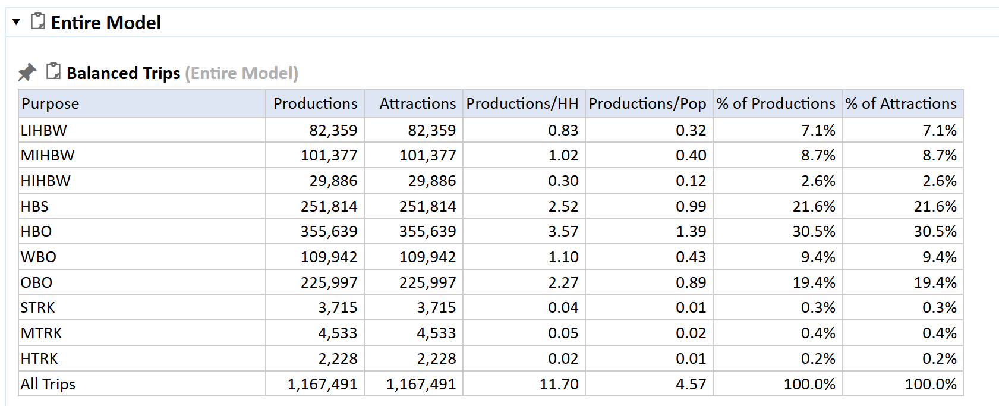 Entire Model
Balanced Trips (Entire Model)
Purpose Productions Attractions Productions/HH Productions/Pop % of Productions % of Attractions
LIHBW 82,359 82,359 0.83 0.32 7.1% 7.1%
MIHBW 101,377 101,377 1.02 0.40 8.7% 8.7%
HIHBW 29,886 29,886 0.30 0.12 2.6% 2.6%
HBS 251,814 251,814 2.52 0.99 21.6% 21.6%
HBO 355,639 355,639 3.57 1.39 30.5% 30.5%
WBO 109,942 109,942 1.10 0.43 9.4% 9.4%
OBO 225,997 225,997 2.27 0.89 19.4% 19.4%
STRK 3,715 3,715 0.04 0.01 0.3% 0.3%
MTRK 4,533 4,533 0.05 0.02 0.4% 0.4%
HTRK 2,228 2,228 0.02 0.01 0.2% 0.2%
All Trips 1,167,491 1,167,491 11.70 4.57 100.0% 100.0%